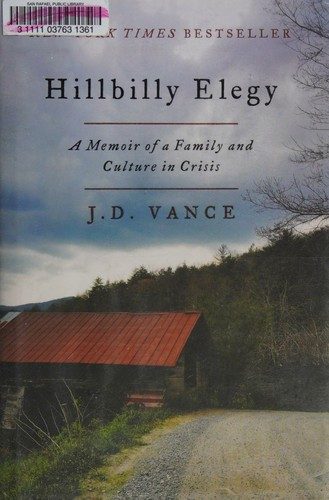 SAN RAFAEL PUBLIC LIBRARY
3 1111 03763 1361
YORK TIMES BESTSELLER
Hillbilly Elegy
A Memoir of a Family and
Culture in Crisis
J.D. VANCE